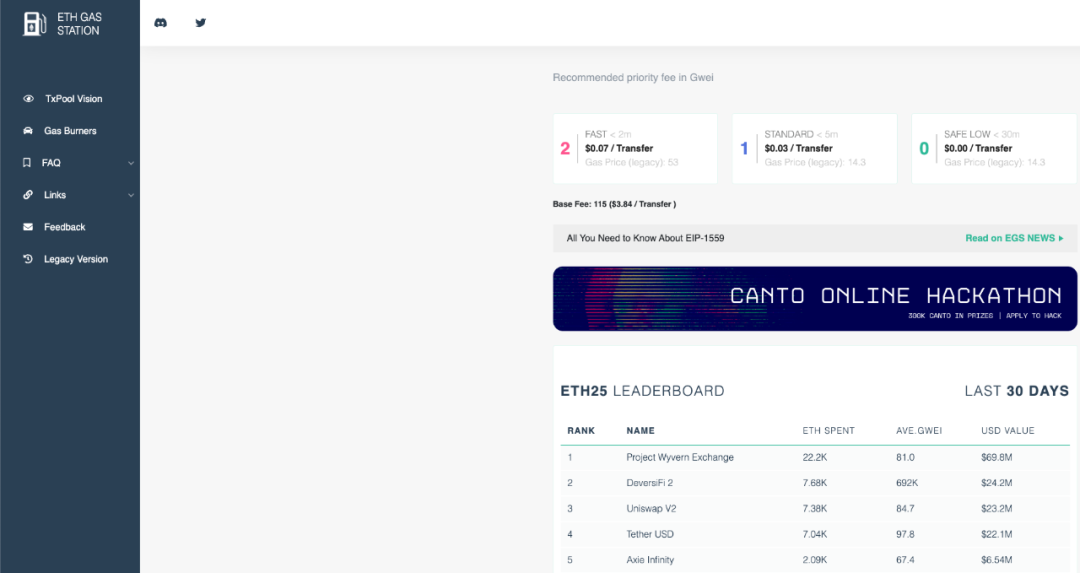 ETH GAS
STATION
TxPool Vision
Gas Burners
FAQ
Links
Feedback
Legacy Version
Recommended priority fee in Gwei
2 FAST < 2m
$0.07 / Transfer
Gas Price (legacy): 53
1 STANDARD < 5m
$0.03 / Transfer
Gas Price (legacy): 14.3
0 SAFE LOW < 30m
$0.00 / Transfer
Gas Price (legacy): 14.3
Base Fee: 115 ($3.84 / Transfer )
All You Need to Know About EIP-1559 Read on EGS NEWS
CANTO ONLINE HACKATHON
300K CANTO IN PRIZES | APPLY TO HACK
ETH25 LEADERBOARD LAST 30 DAYS
RANK NAME ETH SPENT AVE.GWEI USD VALUE
1 Project Wyvern Exchange 22.2K 81.0 $69.8M
2 DeversiFi 2 7.68K 692K $24.2M
3 Uniswap V2 7.38K 84.7 $23.2M
4 Tether USD 7.04K 97.8 $22.1M
5 Axie Infinity 2.09K 67.4 $6.54M